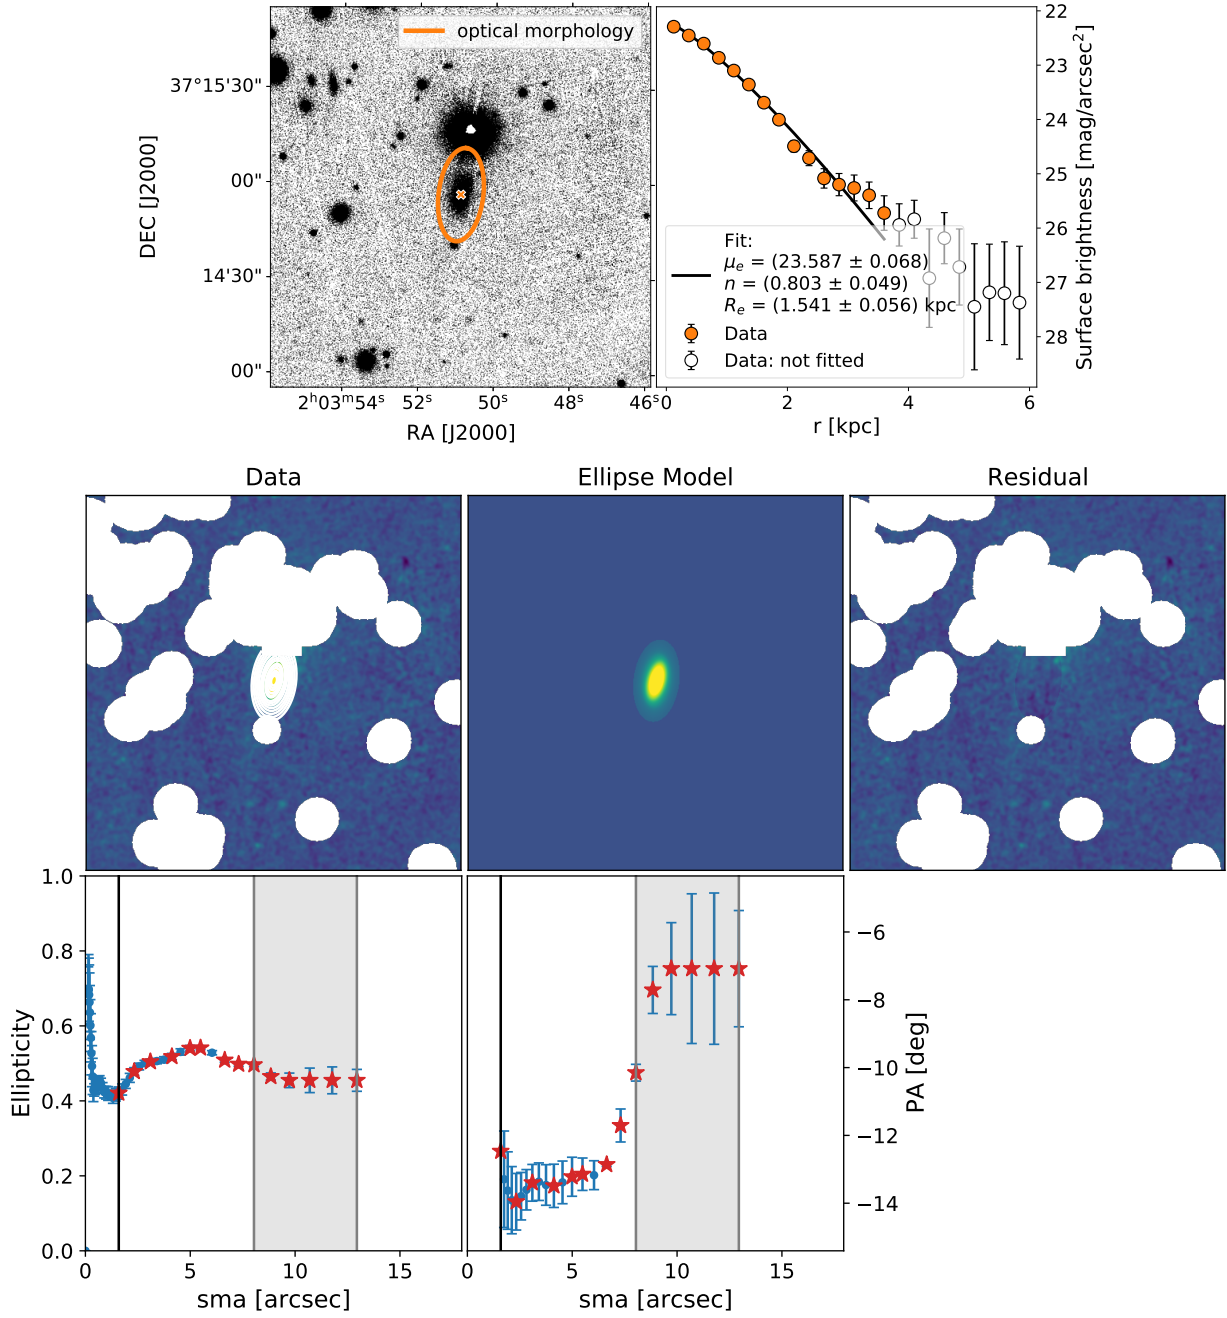 optical morphology
DEC [J2000]
37°15'30"
00"
14'30"
00"
2ʰ03ᵐ54ˢ 52ˢ 50ˢ 48ˢ 46ˢ
RA [J2000]
22
23
24
25
26
27
28
Surface brightness [mag/arcsec²]
Fit:
μₑ = (23.587 ± 0.068)
n = (0.803 ± 0.049)
Rₑ = (1.541 ± 0.056) kpc
Data
Data: not fitted
0 2 4 6
r [kpc]
Data
Ellipse Model
Residual
1.0
0.8
0.6
0.4
0.2
0.0
Ellipticity
0 5 10 15
sma [arcsec]
−6
−8
−10
−12
−14
PA [deg]
0 5 10 15
sma [arcsec]